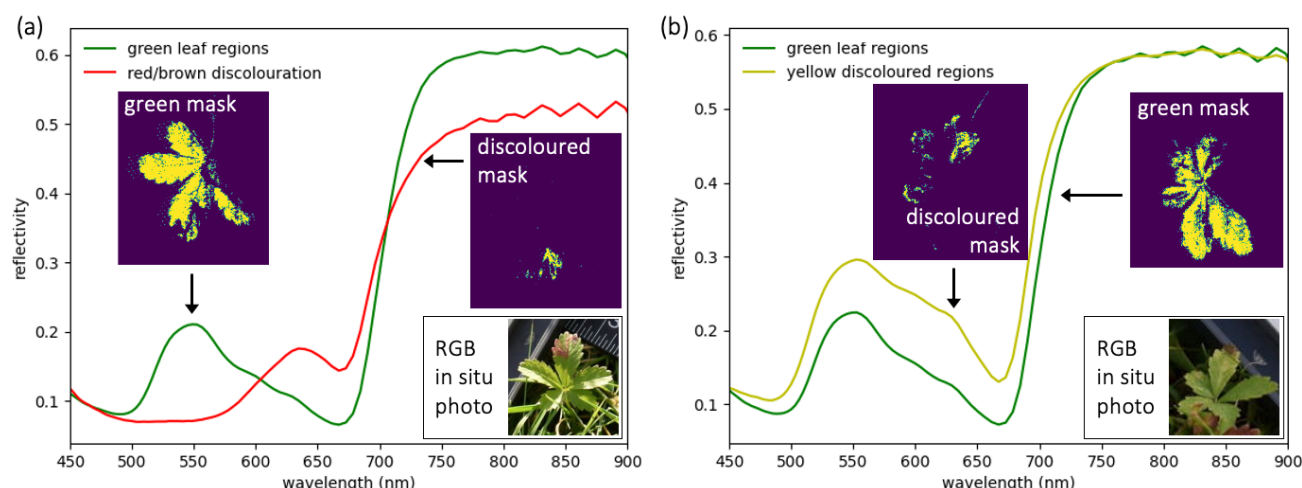 (a)
0.6
0.5
0.4
0.3
0.2
0.1
reflectivity
green leaf regions
red/brown discolouration
green mask
discoloured
mask
RGB
in situ
photo
450 500 550 600 650 700 750 800 850 900
wavelength (nm)
(b)
0.6
0.5
0.4
0.3
0.2
0.1
reflectivity
green leaf regions
yellow discoloured regions
discoloured
mask
green mask
RGB
in situ
photo
450 500 550 600 650 700 750 800 850 900
wavelength (nm)